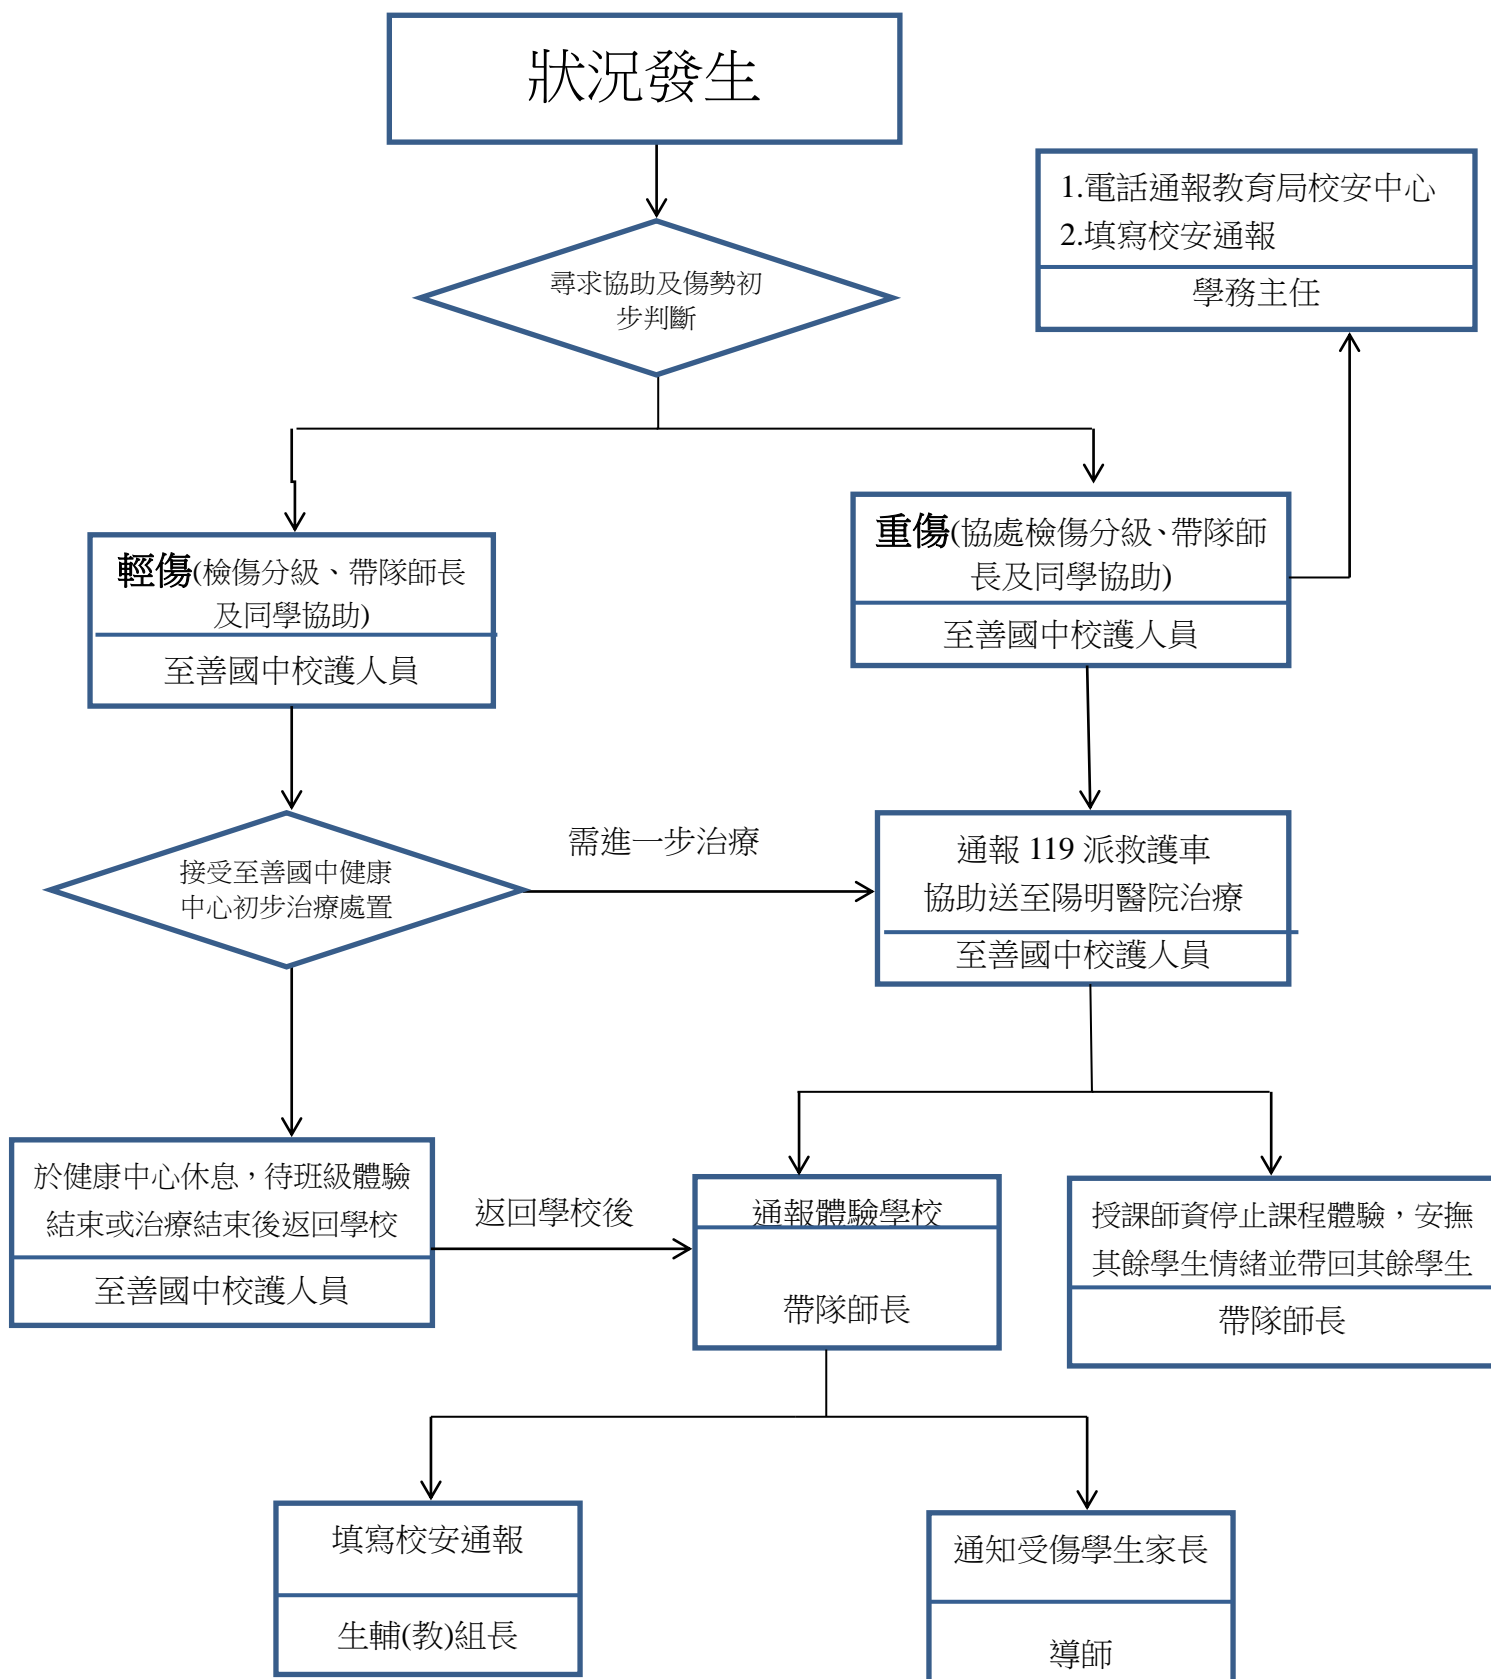 狀況發生
1.電話通報教育局校安中心
2.填寫校安通報
學務主任
尋求協助及傷勢初
步判斷
輕傷(檢傷分級、帶隊師長
及同學協助)
至善國中校護人員
重傷(協處檢傷分級、帶隊師
長及同學協助)
至善國中校護人員
接受至善國中健康
中心初步治療處置
需進一步治療
通報 119 派救護車
協助送至陽明醫院治療
至善國中校護人員
於健康中心休息，待班級體驗
結束或治療結束後返回學校
至善國中校護人員
返回學校後
通報體驗學校
帶隊師長
授課師資停止課程體驗，安撫
其餘學生情緒並帶回其餘學生
帶隊師長
填寫校安通報
生輔(教)組長
通知受傷學生家長
導師